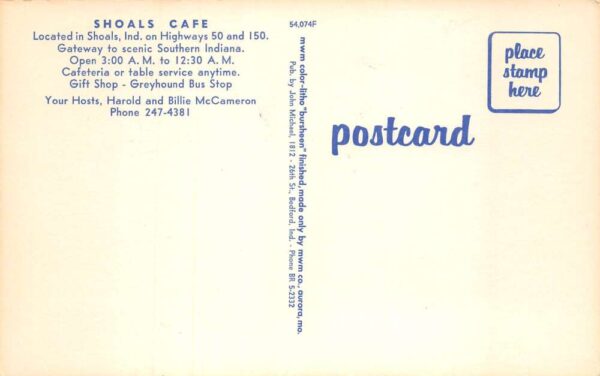 SHOALS CAFE
Located in Shoals, Ind. on Highways 50 and 150.
Gateway to scenic Southern Indiana.
Open 3:00 A. M. to 12:30 A. M.
Cafeteria or table service anytime.
Gift Shop - Greyhound Bus Stop
Your Hosts, Harold and Billie McCameron
Phone 247-4381
54,074F
mwm color-litho "bursheen" finished, made only by mwm co., aurora, mo.
Pub. by John Michael, 1812 - 26th St., Bedford, Ind. - Phone BR 5-2332
postcard
place
stamp
here